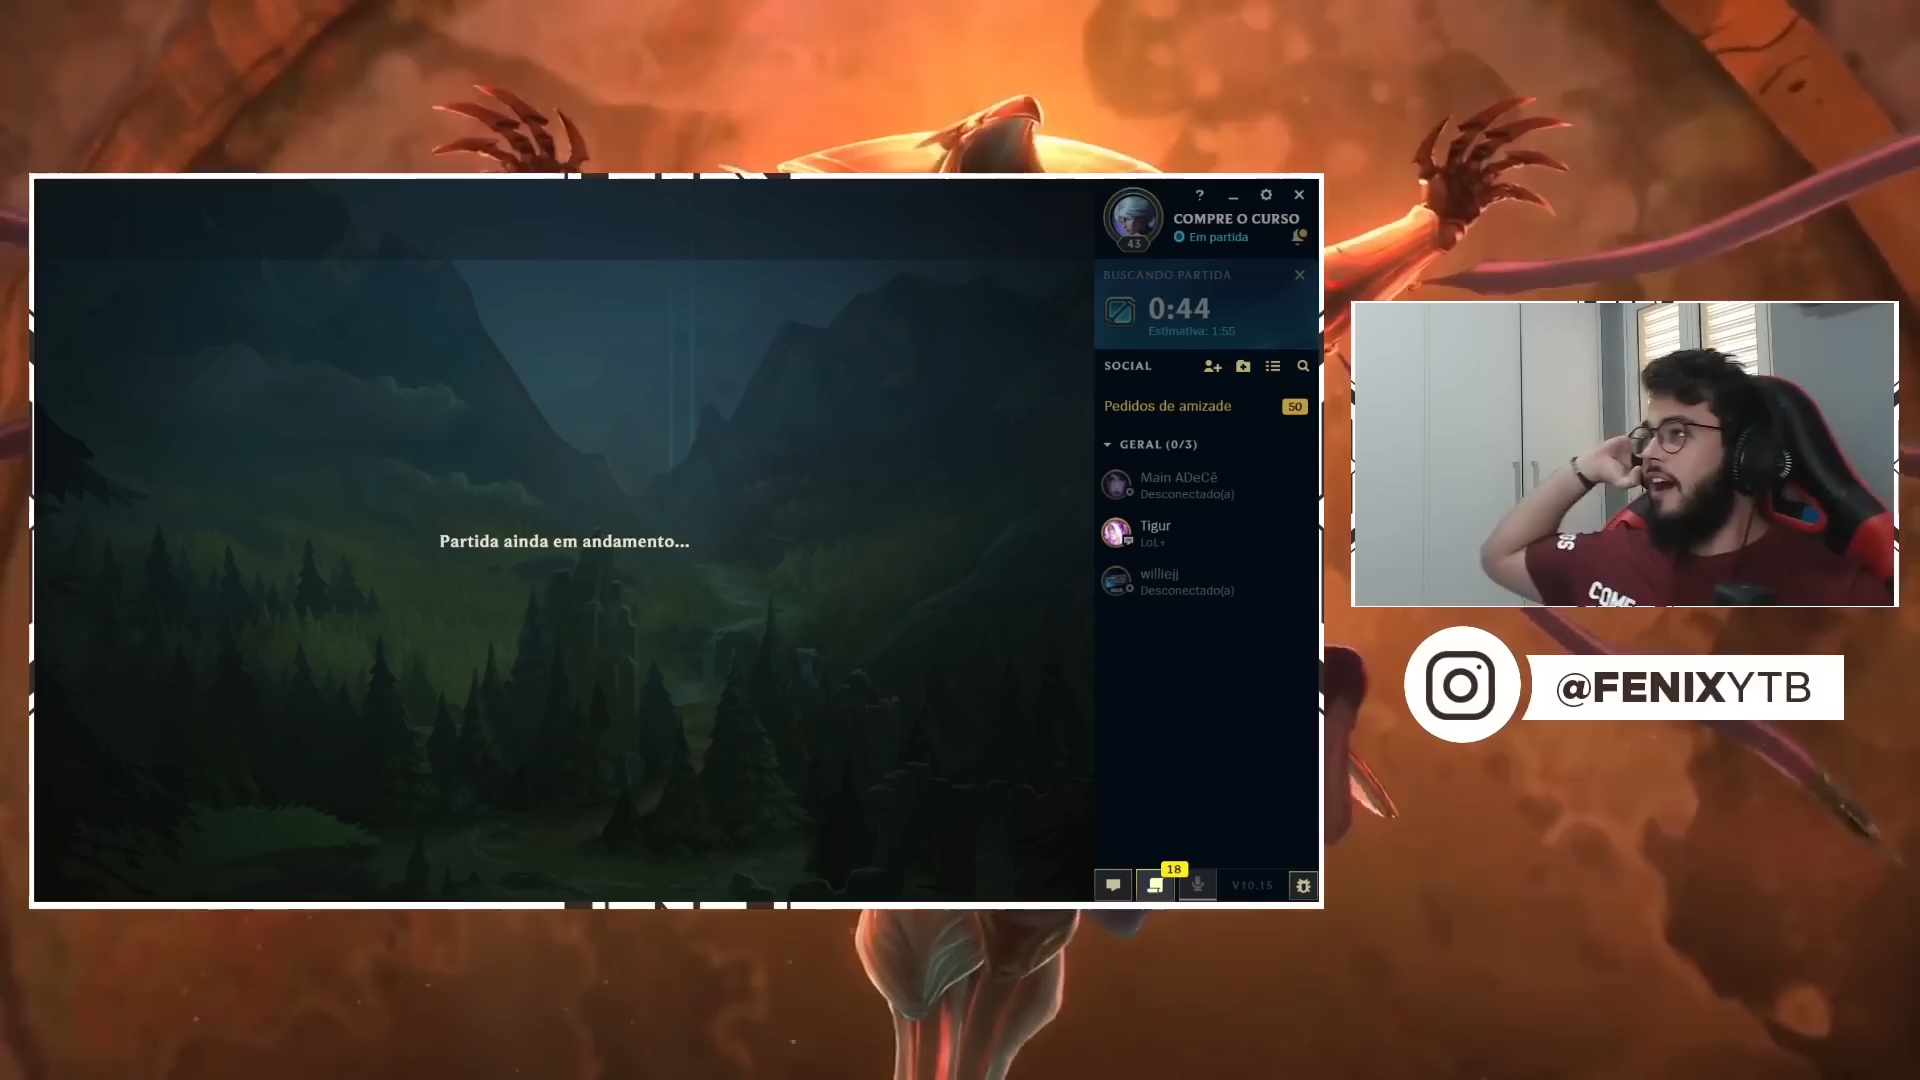 ?
COMPRE O CURSO
43
Em partida
BUSCANDO PARTIDA
0:44
Estimativa: 1:55
SOCIAL
Pedidos de amizade 50
GERAL (0/3)
Main ADeCê
Desconectado(a)
Tigur
LoL+
williejj
Desconectado(a)
Partida ainda em andamento...
18
V10.15
COME
@FENIXYTB